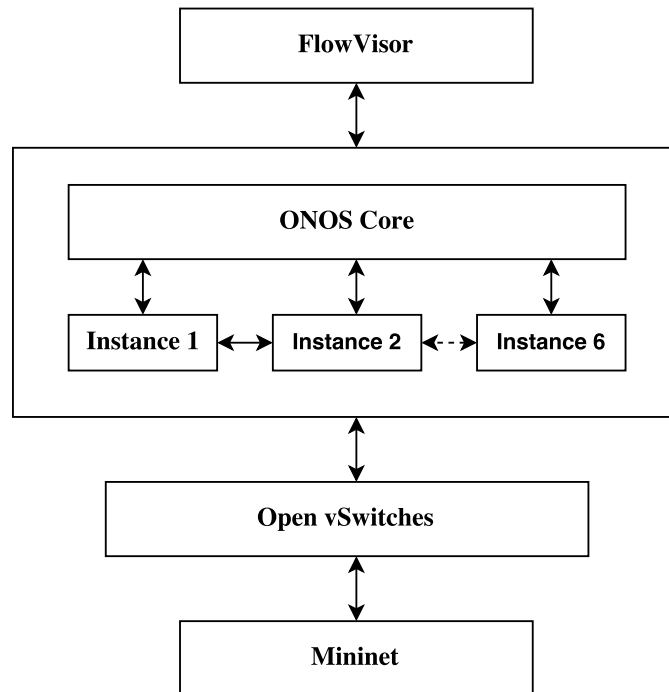 FlowVisor
ONOS Core
Instance 1
Instance 2
Instance 6
Open vSwitches
Mininet